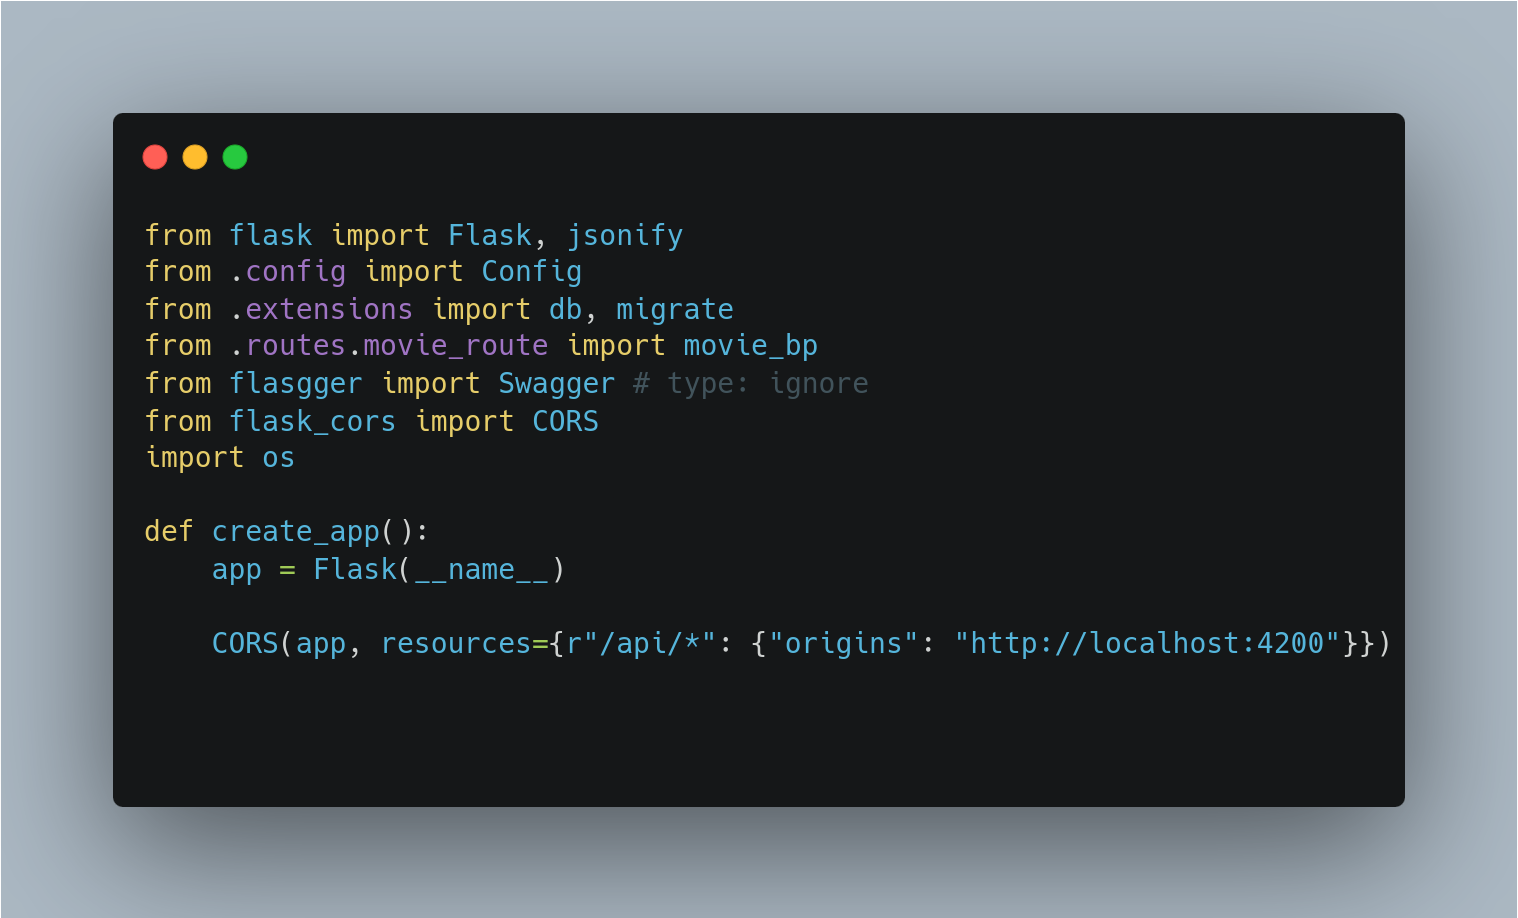 from flask import Flask, jsonify
from .config import Config
from .extensions import db, migrate
from .routes.movie_route import movie_bp
from flasgger import Swagger # type: ignore
from flask_cors import CORS
import os

def create_app():
    app = Flask(__name__)

    CORS(app, resources={r"/api/*": {"origins": "http://localhost:4200"}})